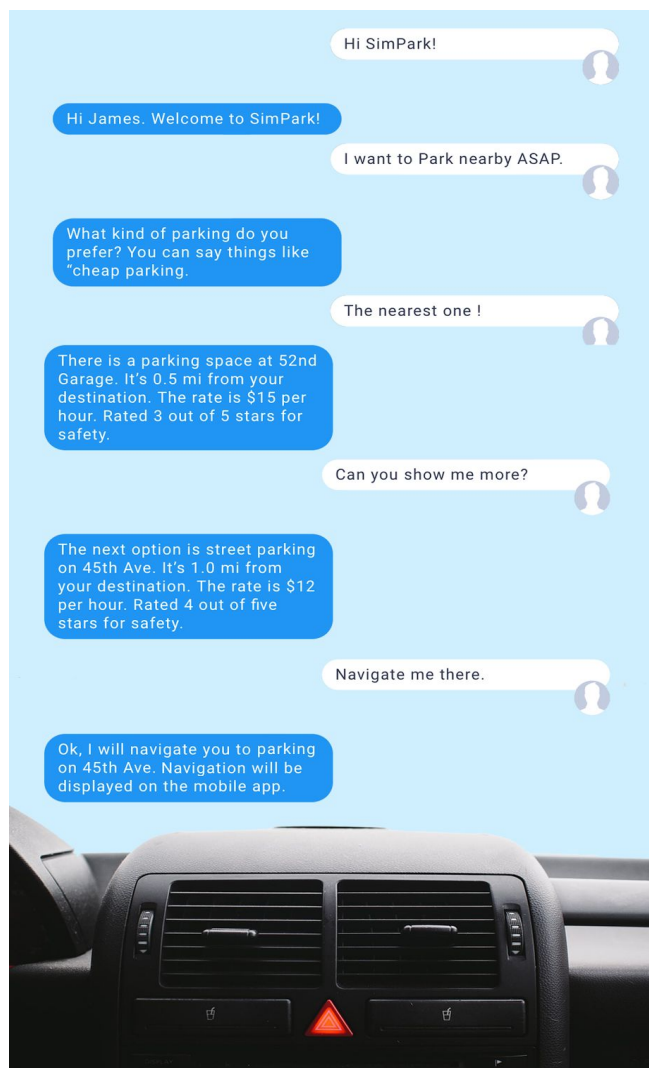 Hi SimPark!
Hi James. Welcome to SimPark!
I want to Park nearby ASAP.
What kind of parking do you
prefer? You can say things like
“cheap parking.
The nearest one !
There is a parking space at 52nd
Garage. It’s 0.5 mi from your
destination. The rate is $15 per
hour. Rated 3 out of 5 stars for
safety.
Can you show me more?
The next option is street parking
on 45th Ave. It’s 1.0 mi from
your destination. The rate is $12
per hour. Rated 4 out of five
stars for safety.
Navigate me there.
Ok, I will navigate you to parking
on 45th Ave. Navigation will be
displayed on the mobile app.